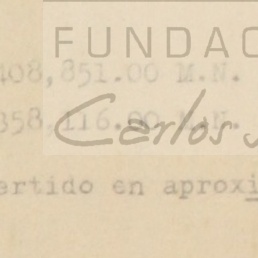 FUNDAC
408,851.00 M.N.
358,116.00 M.N.
Carlos
ertido en aproxi